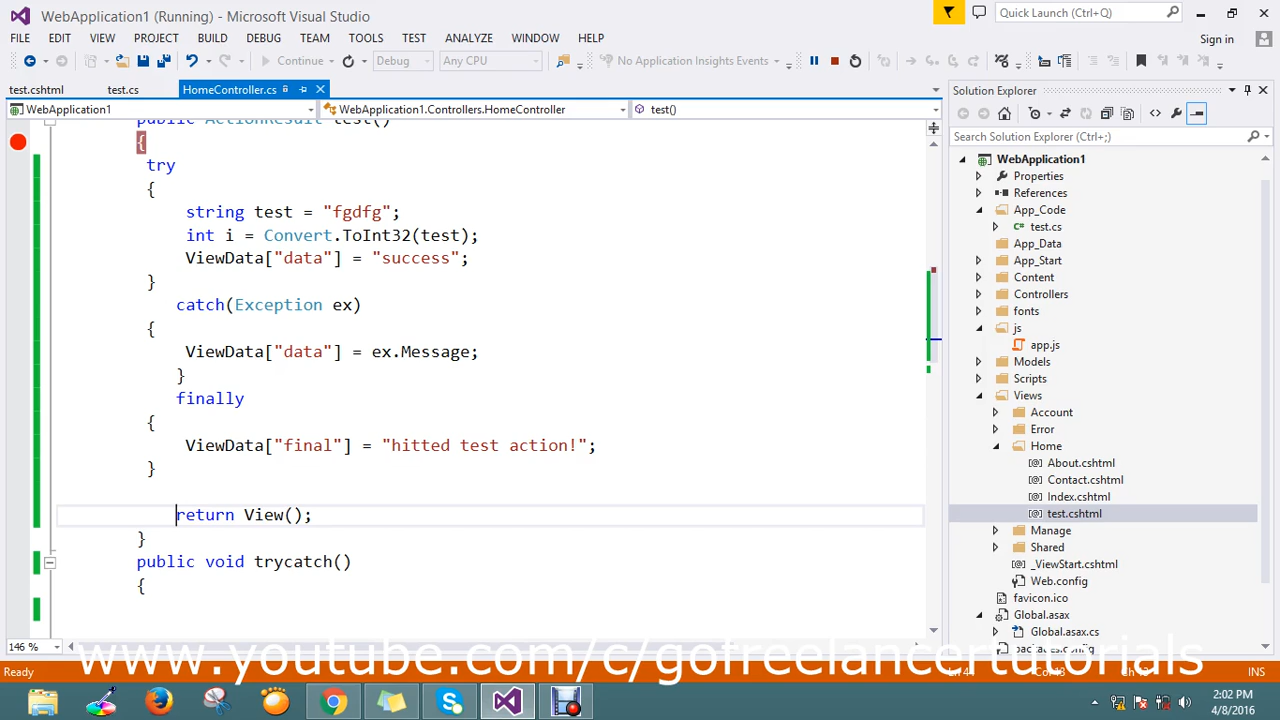 WebApplication1 (Running) - Microsoft Visual Studio
Quick Launch (Ctrl+Q)
FILE EDIT VIEW PROJECT BUILD DEBUG TEAM TOOLS TEST ANALYZE WINDOW HELP
Sign in
Continue Debug Any CPU No Application Insights Events
test.cshtml test.cs HomeController.cs
WebApplication1 WebApplication1.Controllers.HomeController test()
public ActionResult test()
{
try
{
string test = "fgdfg";
int i = Convert.ToInt32(test);
ViewData["data"] = "success";
}
catch(Exception ex)
{
ViewData["data"] = ex.Message;
}
finally
{
ViewData["final"] = "hitted test action!";
}
return View();
}
public void trycatch()
{
146 %
Solution Explorer
Search Solution Explorer (Ctrl+;)
WebApplication1
Properties
References
App_Code
test.cs
App_Data
App_Start
Content
Controllers
fonts
js
app.js
Models
Scripts
Views
Account
Error
Home
About.cshtml
Contact.cshtml
Index.cshtml
test.cshtml
Manage
Shared
_ViewStart.cshtml
Web.config
favicon.ico
Global.asax
Global.asax.cs
www.youtube.com/c/gofreelancertutorials
Ready
INS
2:02 PM
4/8/2016